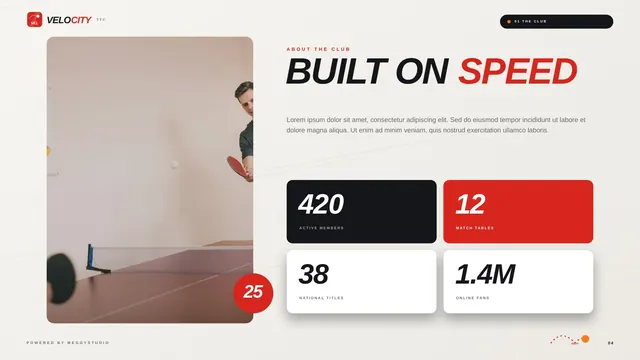 VELOCITY TTC
01 THE CLUB
ABOUT THE CLUB
BUILT ON SPEED
Lorem ipsum dolor sit amet, consectetur adipiscing elit. Sed do eiusmod tempor incididunt ut labore et
dolore magna aliqua. Ut enim ad minim veniam, quis nostrud exercitation ullamco laboris.
420
ACTIVE MEMBERS
12
MATCH TABLES
38
NATIONAL TITLES
1.4M
ONLINE FANS
25
POWERED BY MEGGYSTUDIO
04